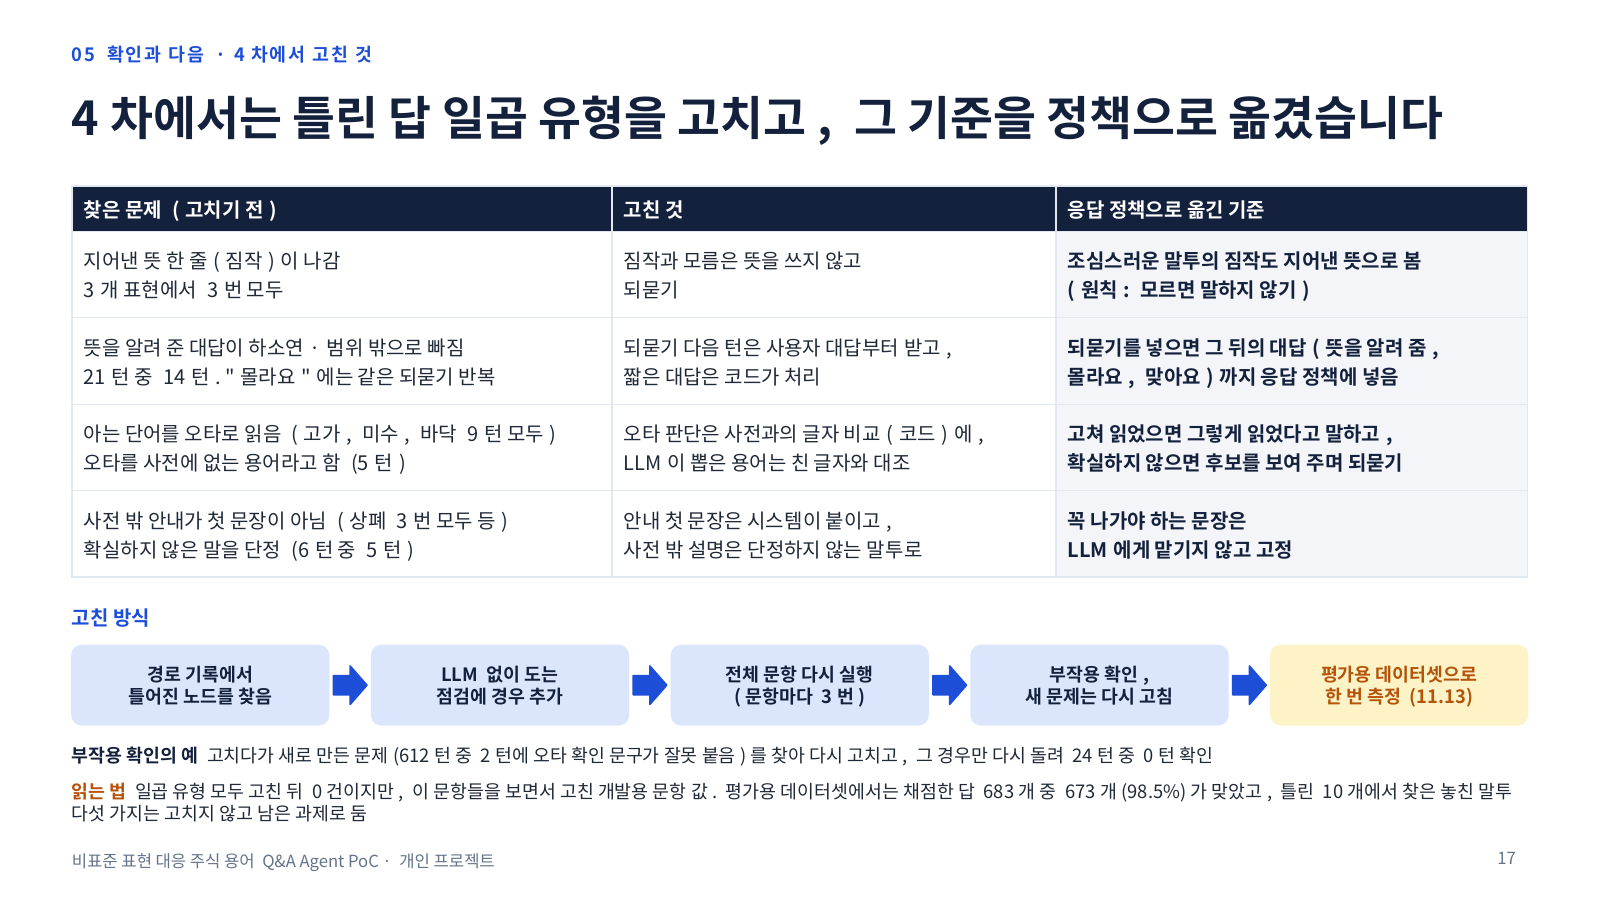 05 확인과 다음 · 4 차에서 고친 것
4 차에서는 틀린 답 일곱 유형을 고치고 , 그 기준을 정책으로 옮겼습니다
찾은 문제 ( 고치기 전 )
고친 것
응답 정책으로 옮긴 기준
지어낸 뜻 한 줄 ( 짐작 ) 이 나감
3 개 표현에서 3 번 모두
짐작과 모름은 뜻을 쓰지 않고
되묻기
조심스러운 말투의 짐작도 지어낸 뜻으로 봄
( 원칙 : 모르면 말하지 않기 )
뜻을 알려 준 대답이 하소연 · 범위 밖으로 빠짐
21 턴 중 14 턴 . " 몰라요 " 에는 같은 되묻기 반복
되묻기 다음 턴은 사용자 대답부터 받고 ,
짧은 대답은 코드가 처리
되묻기를 넣으면 그 뒤의 대답 ( 뜻을 알려 줌 ,
몰라요 , 맞아요 ) 까지 응답 정책에 넣음
아는 단어를 오타로 읽음 ( 고가 , 미수 , 바닥 9 턴 모두 )
오타를 사전에 없는 용어라고 함 (5 턴 )
오타 판단은 사전과의 글자 비교 ( 코드 ) 에 ,
LLM 이 뽑은 용어는 친 글자와 대조
고쳐 읽었으면 그렇게 읽었다고 말하고 ,
확실하지 않으면 후보를 보여 주며 되묻기
사전 밖 안내가 첫 문장이 아님 ( 상폐 3 번 모두 등 )
확실하지 않은 말을 단정 (6 턴 중 5 턴 )
안내 첫 문장은 시스템이 붙이고 ,
사전 밖 설명은 단정하지 않는 말투로
꼭 나가야 하는 문장은
LLM 에게 맡기지 않고 고정
고친 방식
경로 기록에서
틀어진 노드를 찾음
LLM 없이 도는
점검에 경우 추가
전체 문항 다시 실행
( 문항마다 3 번 )
부작용 확인 ,
새 문제는 다시 고침
평가용 데이터셋으로
한 번 측정 (11.13)
부작용 확인의 예 고치다가 새로 만든 문제 (612 턴 중 2 턴에 오타 확인 문구가 잘못 붙음 ) 를 찾아 다시 고치고 , 그 경우만 다시 돌려 24 턴 중 0 턴 확인
읽는 법 일곱 유형 모두 고친 뒤 0 건이지만 , 이 문항들을 보면서 고친 개발용 문항 값 . 평가용 데이터셋에서는 채점한 답 683 개 중 673 개 (98.5%) 가 맞았고 , 틀린 10 개에서 찾은 놓친 말투
다섯 가지는 고치지 않고 남은 과제로 둠
비표준 표현 대응 주식 용어 Q&A Agent PoC · 개인 프로젝트
17